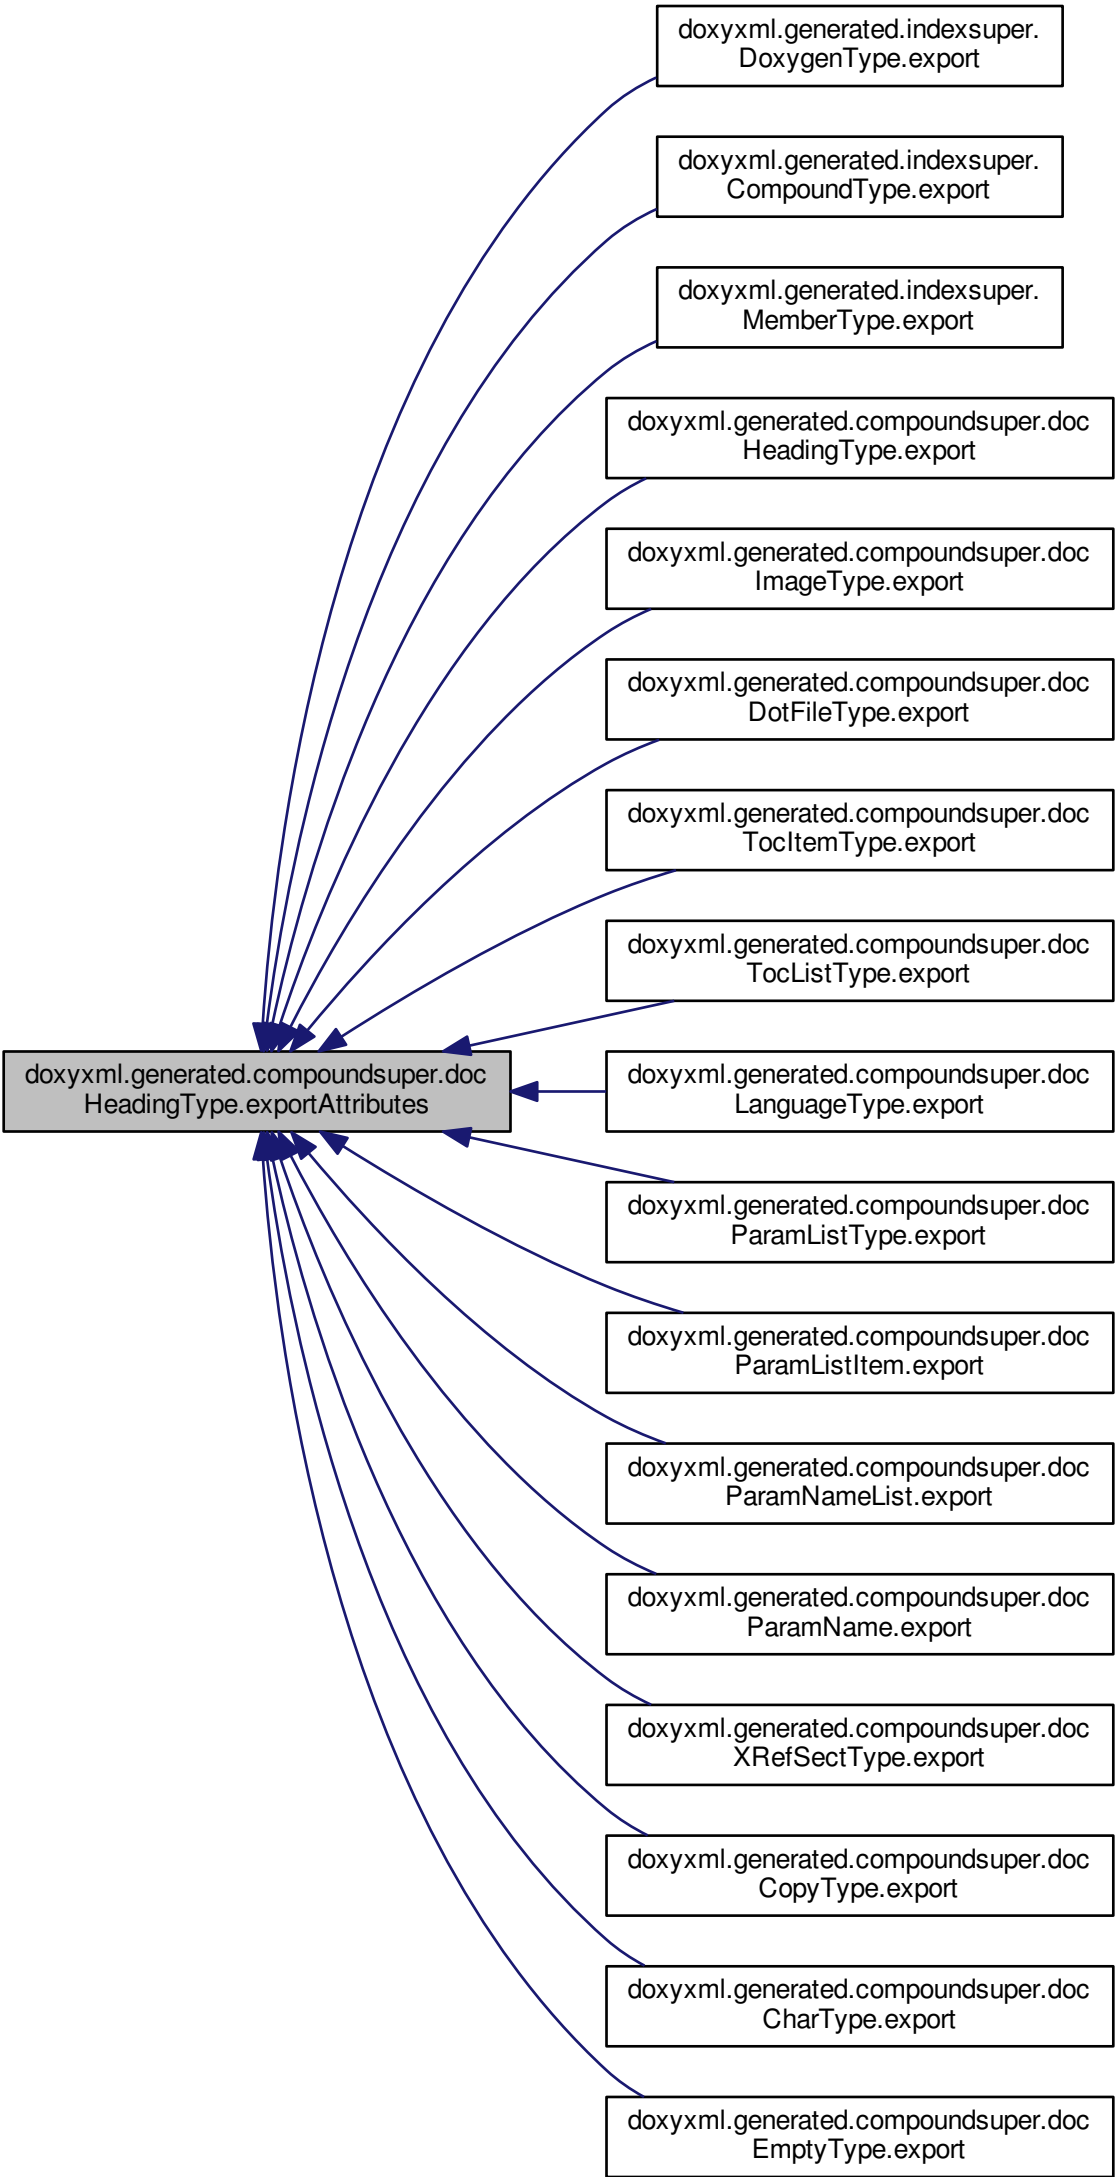 doxyxml.generated.indexsuper.
DoxygenType.export
doxyxml.generated.indexsuper.
CompoundType.export
doxyxml.generated.indexsuper.
MemberType.export
doxyxml.generated.compoundsuper.doc
HeadingType.export
doxyxml.generated.compoundsuper.doc
ImageType.export
doxyxml.generated.compoundsuper.doc
DotFileType.export
doxyxml.generated.compoundsuper.doc
TocItemType.export
doxyxml.generated.compoundsuper.doc
TocListType.export
doxyxml.generated.compoundsuper.doc
HeadingType.exportAttributes
doxyxml.generated.compoundsuper.doc
LanguageType.export
doxyxml.generated.compoundsuper.doc
ParamListType.export
doxyxml.generated.compoundsuper.doc
ParamListItem.export
doxyxml.generated.compoundsuper.doc
ParamNameList.export
doxyxml.generated.compoundsuper.doc
ParamName.export
doxyxml.generated.compoundsuper.doc
XRefSectType.export
doxyxml.generated.compoundsuper.doc
CopyType.export
doxyxml.generated.compoundsuper.doc
CharType.export
doxyxml.generated.compoundsuper.doc
EmptyType.export